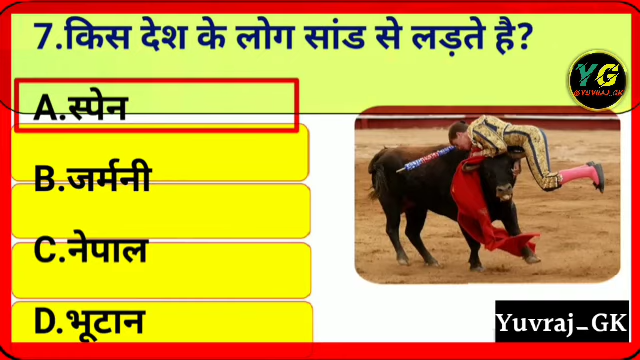 7.किस देश के लोग सांड से लड़ते है?
YG
@YUVRAJ_GK
A.स्पेन
B.जर्मनी
C.नेपाल
D.भूटान
Yuvraj_GK